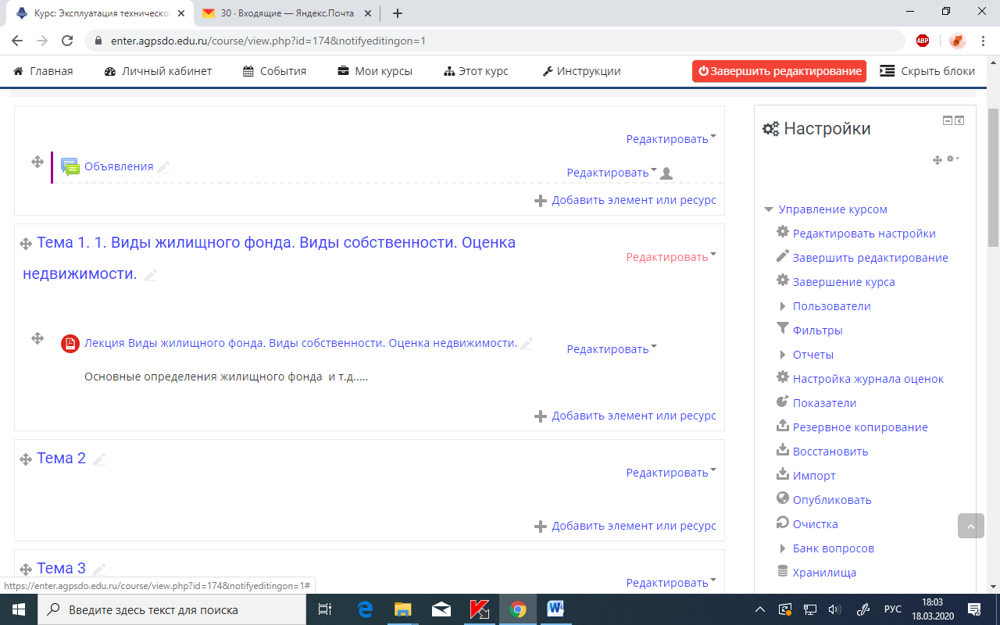 Курс: Эксплуатация техническо
30 · Входящие — Яндекс.Почта
enter.agpsdo.edu.ru/course/view.php?id=174&notifyeditingon=1
ABP
Главная
Личный кабинет
События
Мои курсы
Этот курс
Инструкции
Завершить редактирование
Скрыть блоки
Редактировать
Объявления
Редактировать
Добавить элемент или ресурс
Тема 1. 1. Виды жилищного фонда. Виды собственности. Оценка
недвижимости.
Редактировать
Лекция Виды жилищного фонда. Виды собственности. Оценка недвижимости.
Редактировать
Основные определения жилищного фонда и т.д.....
Добавить элемент или ресурс
Тема 2
Редактировать
Добавить элемент или ресурс
Тема 3
Редактировать
Настройки
Управление курсом
Редактировать настройки
Завершить редактирование
Завершение курса
Пользователи
Фильтры
Отчеты
Настройка журнала оценок
Показатели
Резервное копирование
Восстановить
Импорт
Опубликовать
Очистка
Банк вопросов
Хранилища
https://enter.agpsdo.edu.ru/course/view.php?id=174&notifyeditingon=1#
Введите здесь текст для поиска
РУС
18:03
18.03.2020